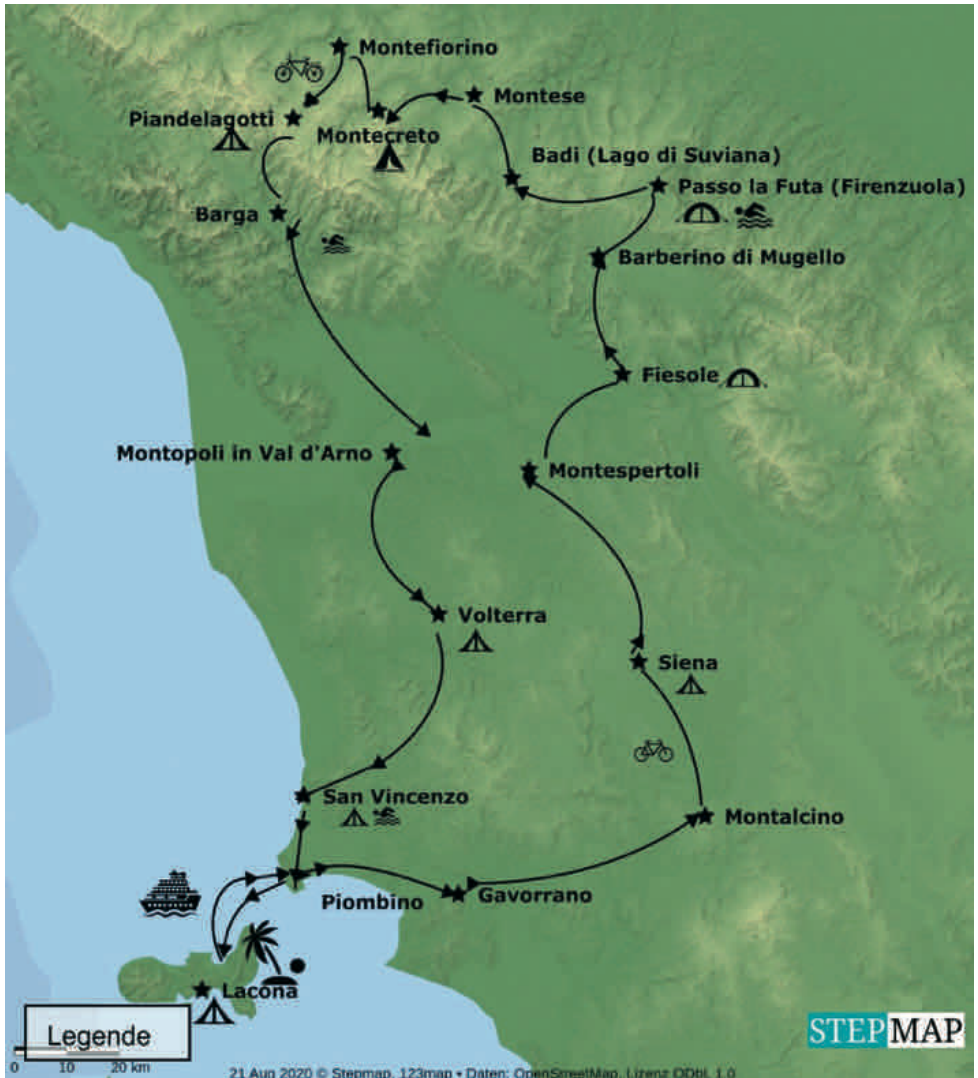 Montefiorino
Montese
Piandelagotti
Montecreto
Badi (Lago di Suviana)
Passo la Futa (Firenzuola)
Barga
Barberino di Mugello
Fiesole
Montopoli in Val d'Arno
Montespertoli
Volterra
Siena
San Vincenzo
Montalcino
Piombino
Gavorrano
Lacona
Legende
STEPMAP
0 10 20 km
21 Aug 2020 © Stepmap, 123map • Daten: OpenStreetMap, Lizenz ODbL 1.0